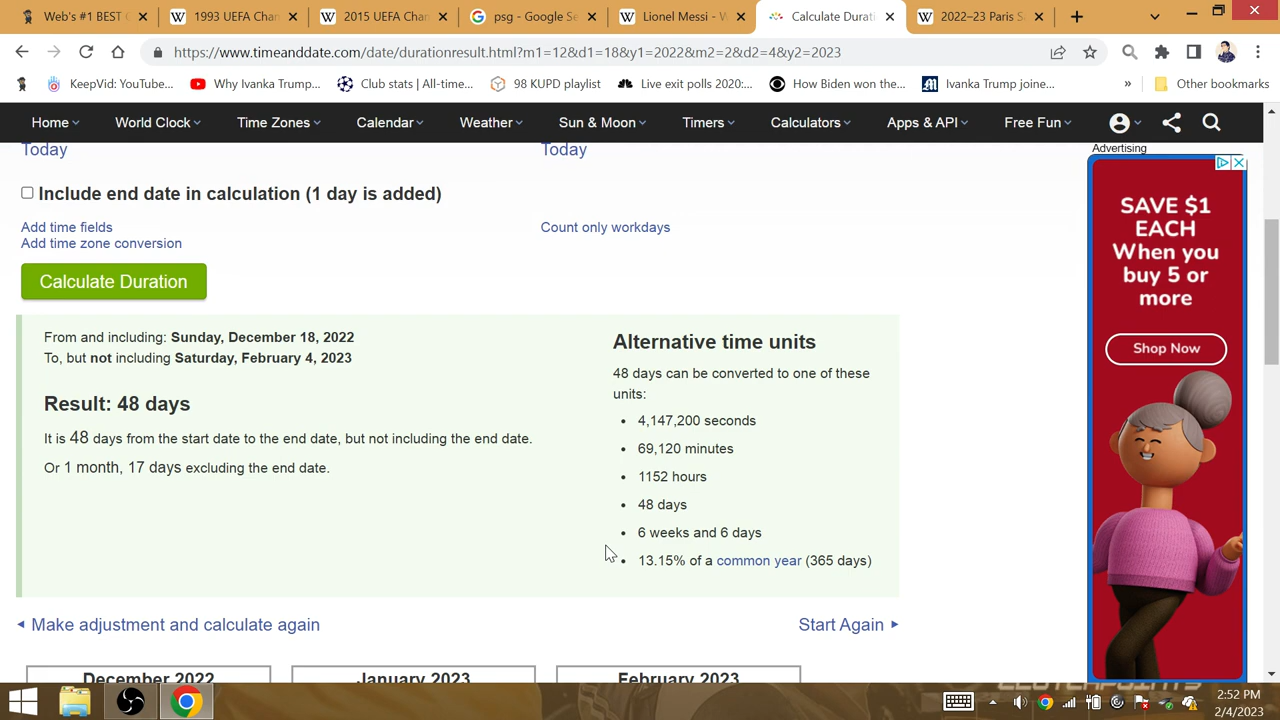 Web's #1 BEST
1993 UEFA Chan
2015 UEFA Cham
psg - Google Se
Lionel Messi - W
Calculate Durati
2022–23 Paris S
https://www.timeanddate.com/date/durationresult.html?m1=12&d1=18&y1=2022&m2=2&d2=4&y2=2023
KeepVid: YouTube...
Why Ivanka Trump...
Club stats | All-time...
98 KUPD playlist
Live exit polls 2020:...
How Biden won the...
Ivanka Trump joine...
»
Other bookmarks
Home
World Clock
Time Zones
Calendar
Weather
Sun & Moon
Timers
Calculators
Apps & API
Free Fun
Today
Today
Advertising
Include end date in calculation (1 day is added)
Add time fields
Count only workdays
Add time zone conversion
Calculate Duration
From and including: Sunday, December 18, 2022
To, but not including Saturday, February 4, 2023
Result: 48 days
It is 48 days from the start date to the end date, but not including the end date.
Or 1 month, 17 days excluding the end date.
Alternative time units
48 days can be converted to one of these
units:
• 4,147,200 seconds
• 69,120 minutes
• 1152 hours
• 48 days
• 6 weeks and 6 days
• 13.15% of a common year (365 days)
Make adjustment and calculate again
Start Again
December 2022
January 2023
February 2023
SAVE $1
EACH
When you
buy 5 or
more
Shop Now
CLUTCHPOINTS
2:52 PM
2/4/2023